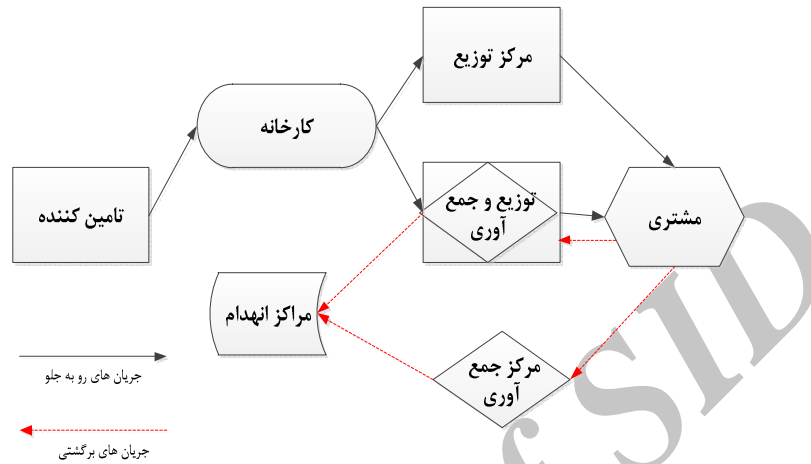 مرکز توزیع
کارخانه
تامین کننده
توزیع و جمع
آوری
مشتری
مراکز انهدام
مرکز جمع
آوری
جریان های رو به جلو
جریان های برگشتی
f SID